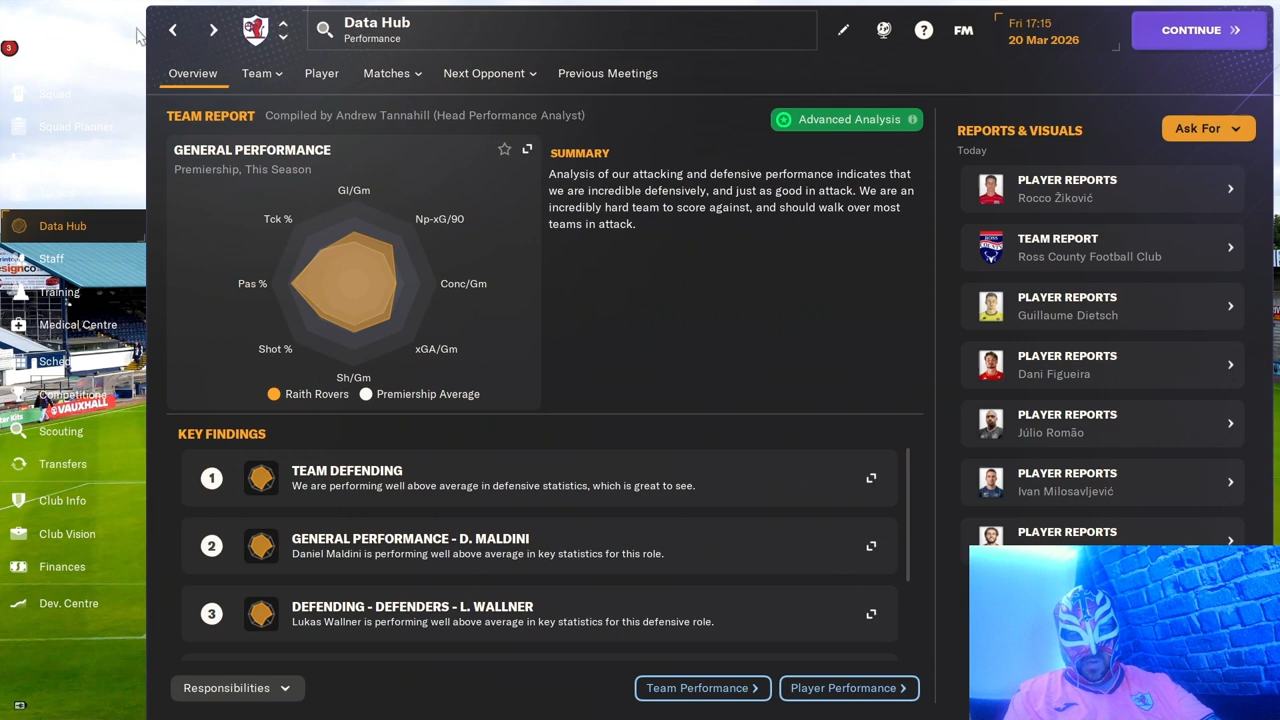 Data Hub
Performance
FM
Fri 17:15
20 Mar 2026
CONTINUE
3
Overview
Team
Player
Matches
Next Opponent
Previous Meetings
Squad
Squad Planner
Data Hub
Staff
Training
Medical Centre
Sched
Competitions
VAUXHALL
Scouting
Transfers
Club Info
Club Vision
Finances
Dev. Centre
TEAM REPORT Compiled by Andrew Tannahill (Head Performance Analyst)
Advanced Analysis
GENERAL PERFORMANCE
Premiership, This Season
Gl/Gm
Np-xG/90
Conc/Gm
xGA/Gm
Sh/Gm
Shot %
Pas %
Tck %
Raith Rovers
Premiership Average
SUMMARY
Analysis of our attacking and defensive performance indicates that
we are incredible defensively, and just as good in attack. We are an
incredibly hard team to score against, and should walk over most
teams in attack.
KEY FINDINGS
1
TEAM DEFENDING
We are performing well above average in defensive statistics, which is great to see.
2
GENERAL PERFORMANCE - D. MALDINI
Daniel Maldini is performing well above average in key statistics for this role.
3
DEFENDING - DEFENDERS - L. WALLNER
Lukas Wallner is performing well above average in key statistics for this defensive role.
Responsibilities
Team Performance
Player Performance
REPORTS & VISUALS
Ask For
Today
PLAYER REPORTS
Rocco Žiković
TEAM REPORT
Ross County Football Club
PLAYER REPORTS
Guillaume Dietsch
PLAYER REPORTS
Dani Figueira
PLAYER REPORTS
Júlio Romão
PLAYER REPORTS
Ivan Milosavljević
PLAYER REPORTS